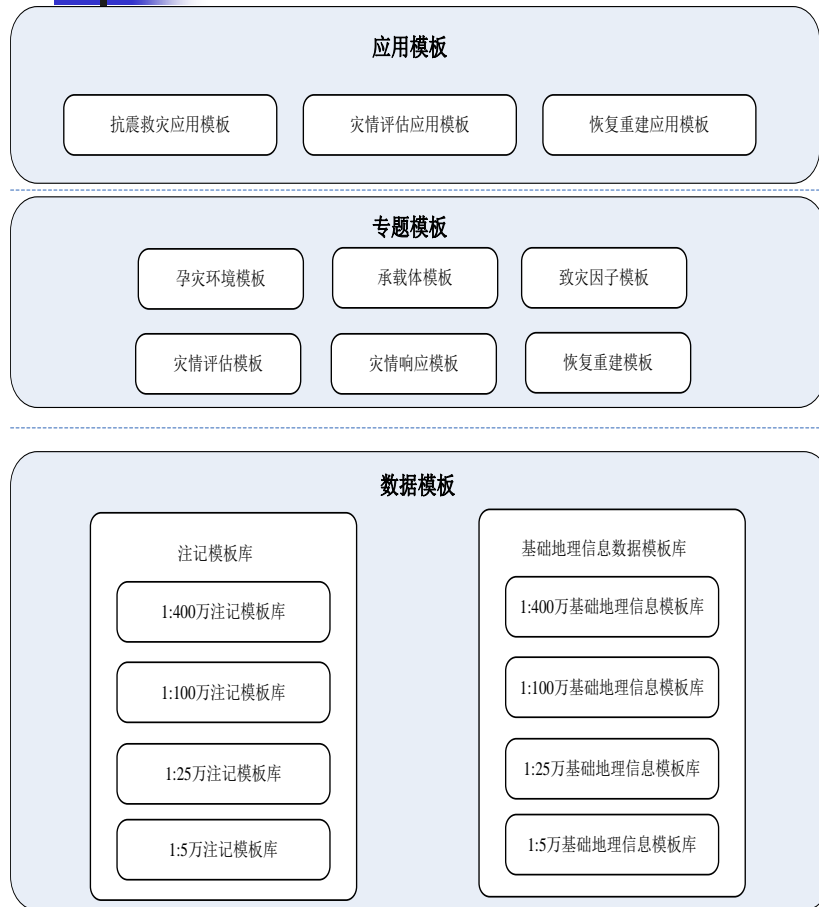 应用模板
抗震救灾应用模板
灾情评估应用模板
恢复重建应用模板
专题模板
孕灾环境模板
承载体模板
致灾因子模板
灾情评估模板
灾情响应模板
恢复重建模板
数据模板
注记模板库
1:400万注记模板库
1:100万注记模板库
1:25万注记模板库
1:5万注记模板库
基础地理信息数据模板库
1:400万基础地理信息模板库
1:100万基础地理信息模板库
1:25万基础地理信息模板库
1:5万基础地理信息模板库